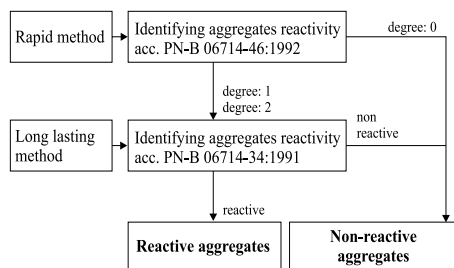 Rapid method
Identifying aggregates reactivity
acc. PN-B 06714-46:1992
degree: 0
degree: 1
degree: 2
Long lasting
method
Identifying aggregates reactivity
acc. PN-B 06714-34:1991
non
reactive
reactive
Reactive aggregates
Non-reactive
aggregates